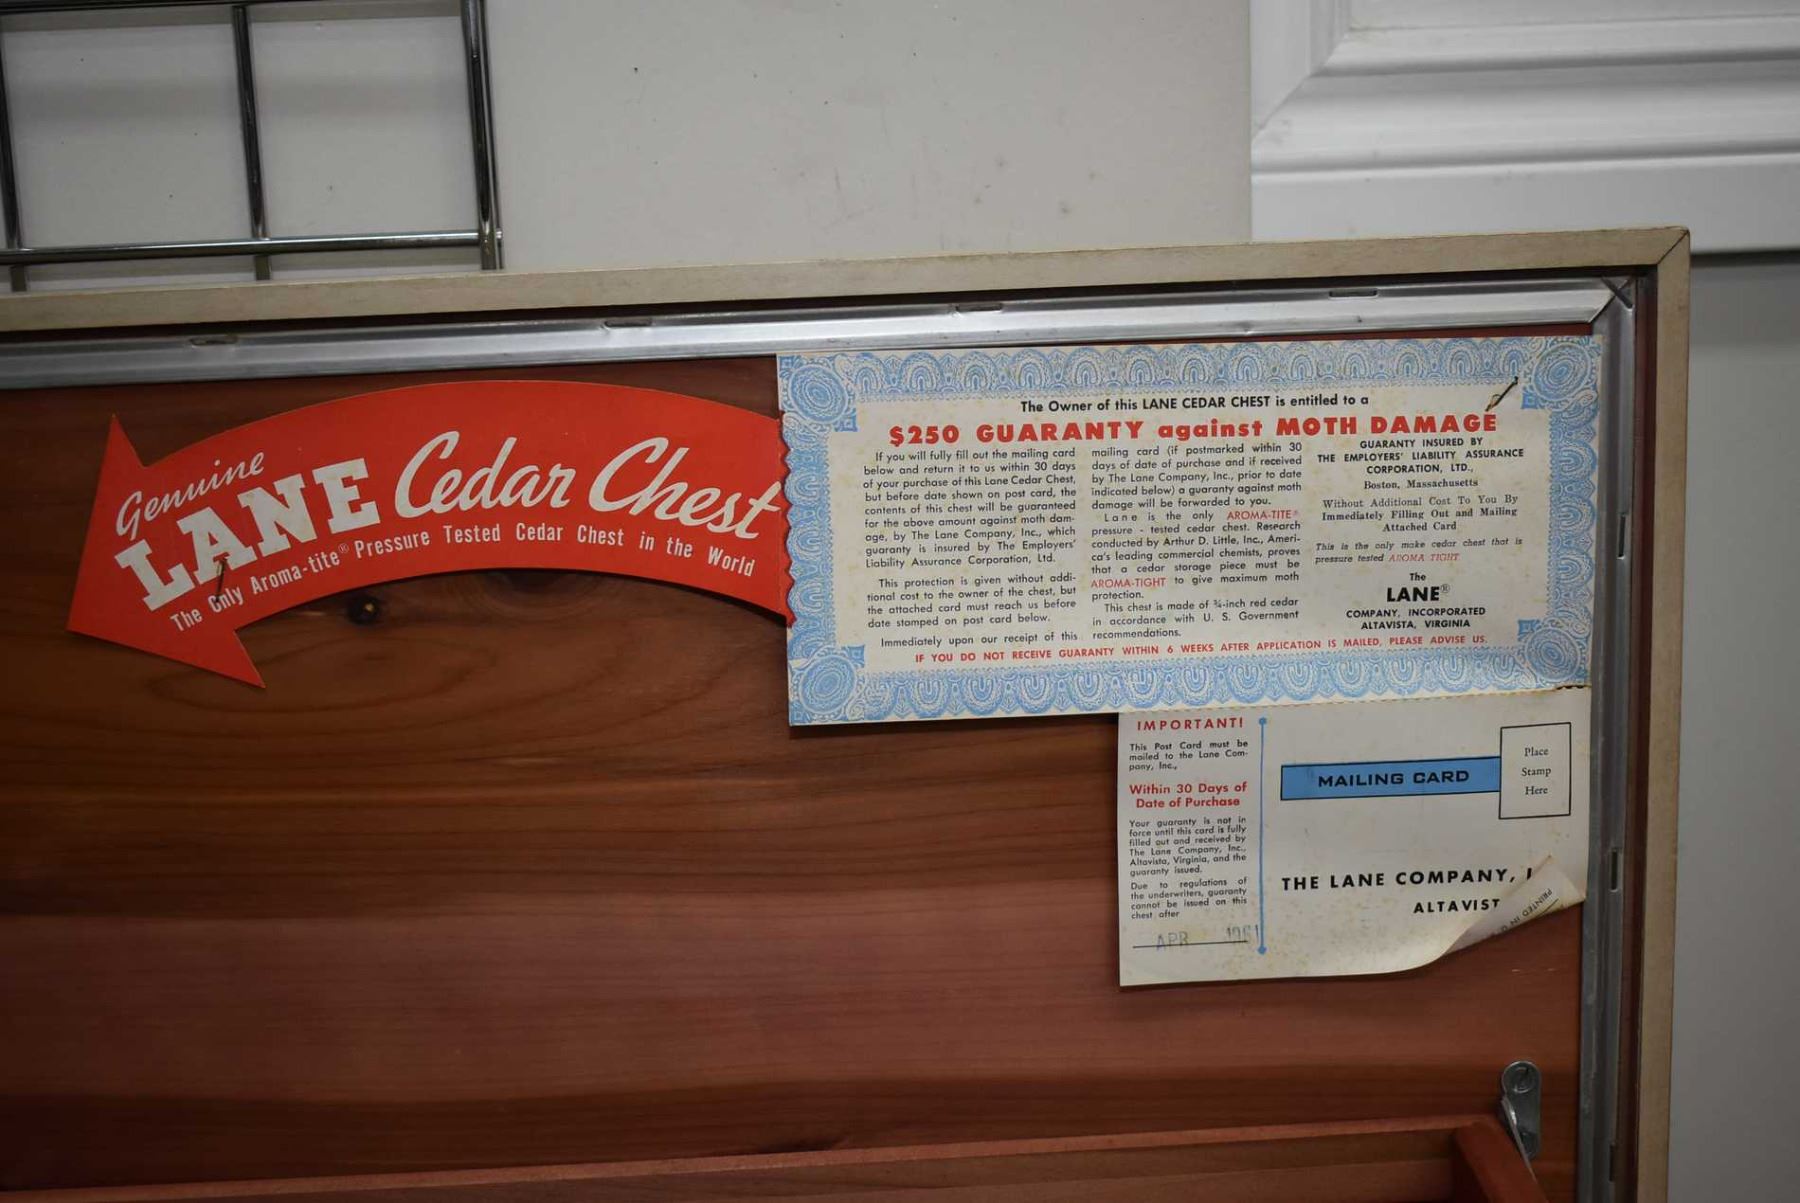 Genuine
LANE Cedar Chest
The Only Aroma-tite® Pressure Tested Cedar Chest in the World
The Owner of this LANE CEDAR CHEST is entitled to a
$250 GUARANTY against MOTH DAMAGE
If you will fully fill out the mailing card
below and return it to us within 30 days
of your purchase of this Lane Cedar Chest,
but before date shown on post card, the
contents of this chest will be guaranteed
for the above amount against moth dam-
age, by The Lane Company, Inc., which
guaranty is insured by The Employers'
Liability Assurance Corporation, Ltd.
This protection is given without addi-
tional cost to the owner of the chest, but
the attached card must reach us before
date stamped on post card below.
Immediately upon our receipt of this
mailing card (if postmarked within 30
days of date of purchase and if received
by The Lane Company, Inc., prior to date
indicated below) a guaranty against moth
damage will be forwarded to you.
Lane is the only AROMA-TITE®
pressure - tested cedar chest. Research
conducted by Arthur D. Little, Inc., Ameri-
ca's leading commercial chemists, proves
that a cedar storage piece must be
AROMA-TIGHT to give maximum moth
protection.
This chest is made of ¾-inch red cedar
in accordance with U. S. Government
recommendations.
GUARANTY INSURED BY
THE EMPLOYERS' LIABILITY ASSURANCE
CORPORATION, LTD.,
Boston, Massachusetts
Without Additional Cost To You By
Immediately Filling Out and Mailing
Attached Card
This is the only make cedar chest that is
pressure tested AROMA TIGHT
The
LANE®
COMPANY, INCORPORATED
ALTAVISTA, VIRGINIA
IF YOU DO NOT RECEIVE GUARANTY WITHIN 6 WEEKS AFTER APPLICATION IS MAILED, PLEASE ADVISE US.
IMPORTANT!
This Post Card must be
mailed to the Lane Com-
pany, Inc.,
Within 30 Days of
Date of Purchase
Your guaranty is not in
force until this card is fully
filled out and received by
The Lane Company, Inc.,
Altavista, Virginia, and the
guaranty issued.
Due to regulations of
the underwriters, guaranty
cannot be issued on this
chest after
APR 1961
MAILING CARD
Place
Stamp
Here
THE LANE COMPANY, I
ALTAVIST
PRINTED IN U